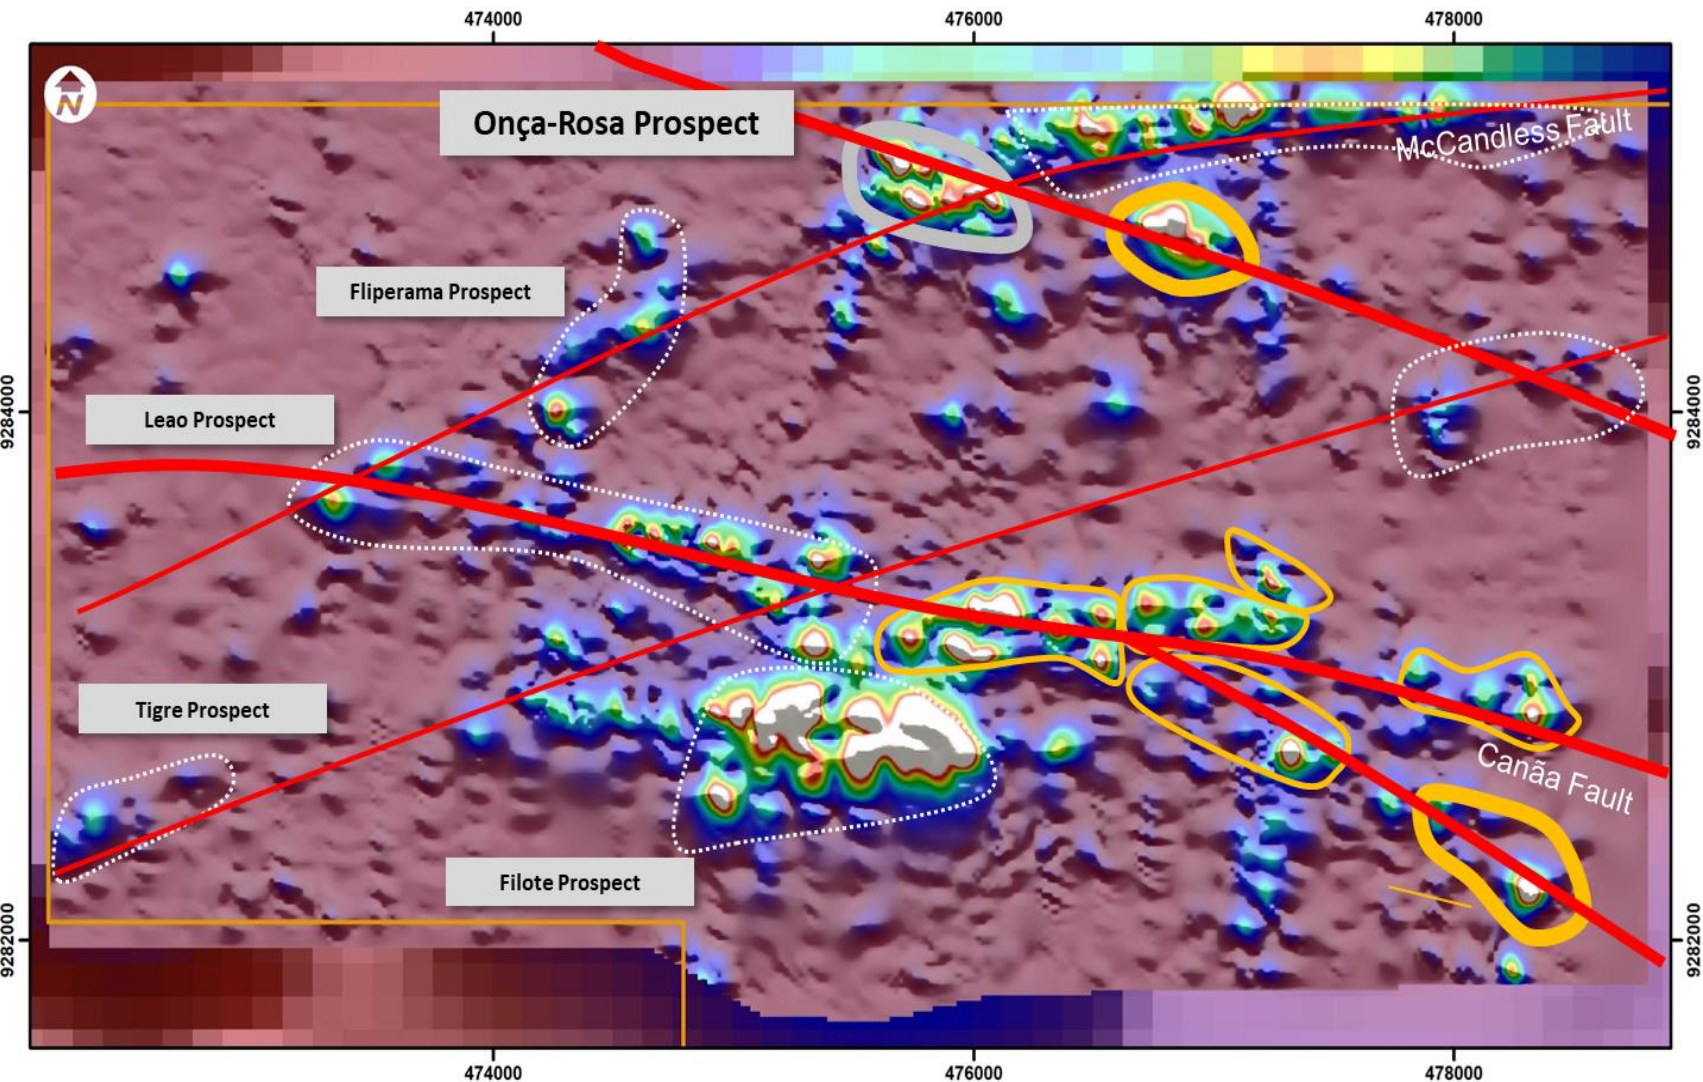 474000
476000
478000
N
Onça-Rosa Prospect
McCandless Fault
Fliperama Prospect
9284000
9284000
Leao Prospect
Tigre Prospect
Canãa Fault
Filote Prospect
9282000
9282000
474000
476000
478000